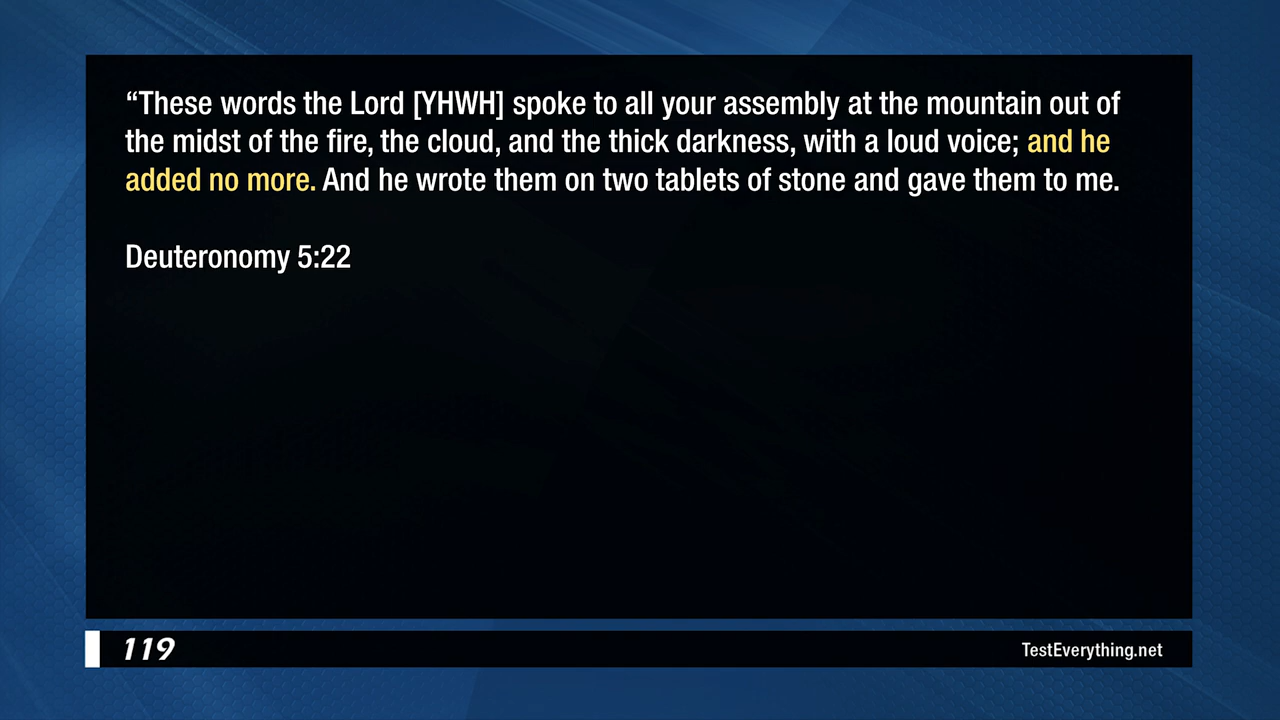 “These words the Lord [YHWH] spoke to all your assembly at the mountain out of
the midst of the fire, the cloud, and the thick darkness, with a loud voice; and he
added no more. And he wrote them on two tablets of stone and gave them to me.
Deuteronomy 5:22
119
TestEverything.net